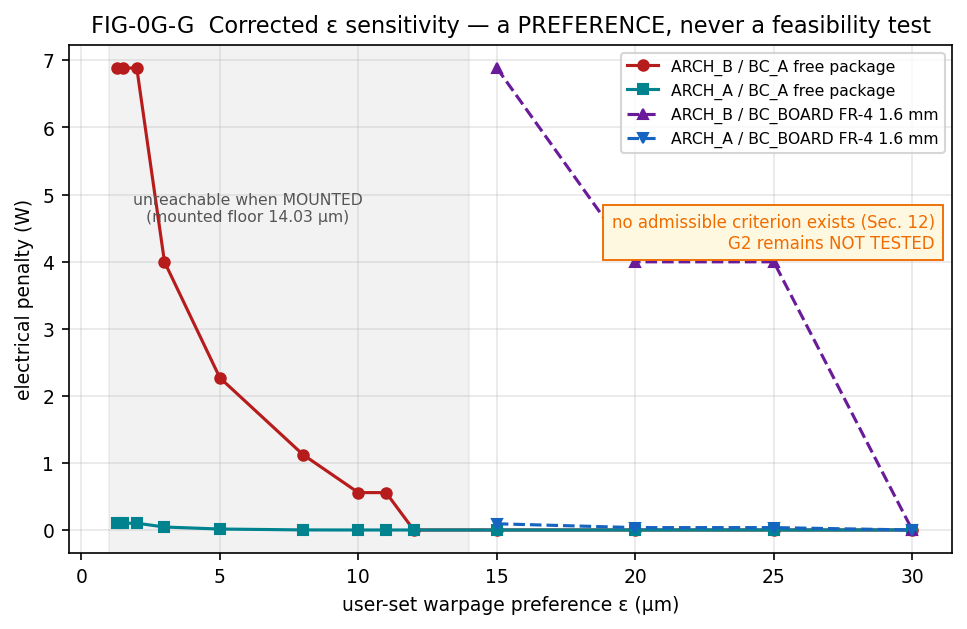 FIG-0G-G  Corrected ε sensitivity — a PREFERENCE, never a feasibility test
ARCH_B / BC_A free package
ARCH_A / BC_A free package
ARCH_B / BC_BOARD FR-4 1.6 mm
ARCH_A / BC_BOARD FR-4 1.6 mm
unreachable when MOUNTED
(mounted floor 14.03 μm)
no admissible criterion exists (Sec. 12)
G2 remains NOT TESTED
electrical penalty (W)
7
6
5
4
3
2
1
0
0 5 10 15 20 25 30
user-set warpage preference ε (μm)